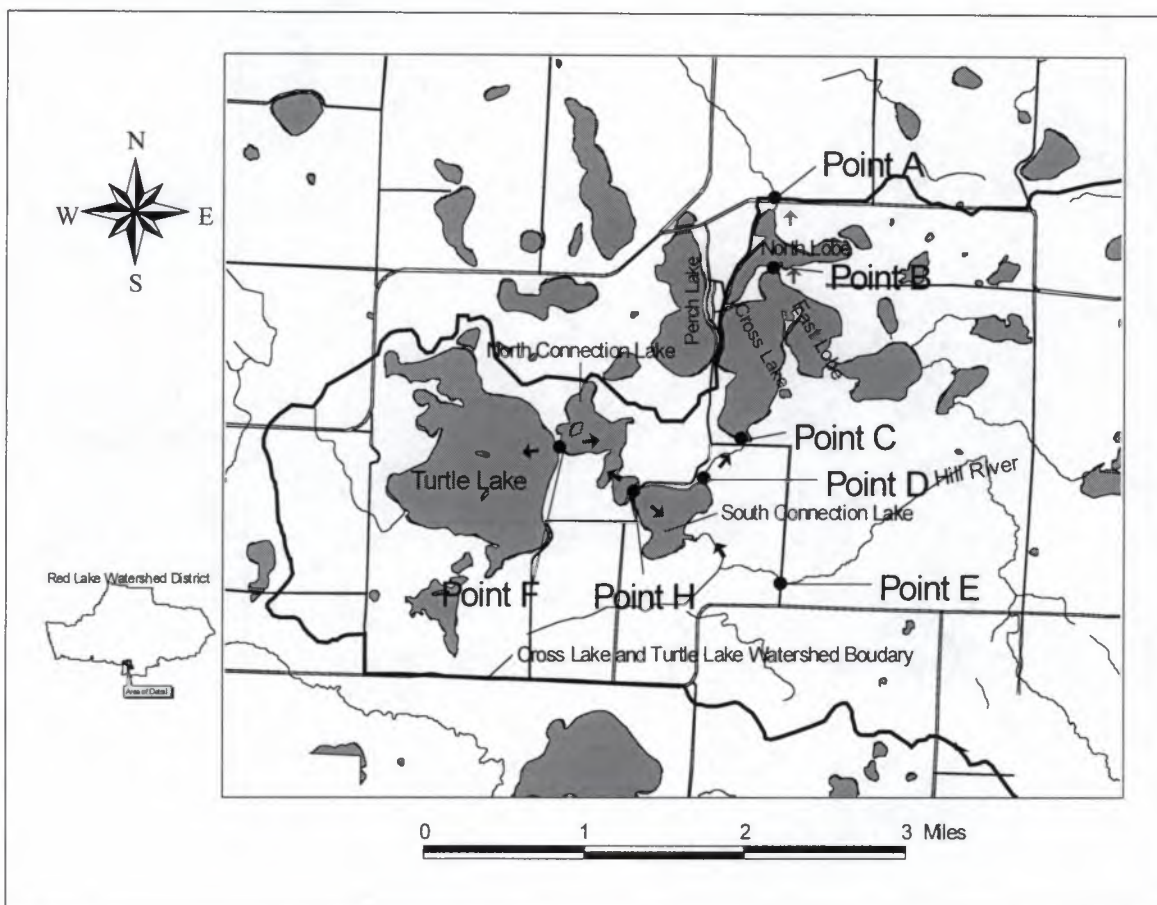 N
W E
S
Point A
North Lobe
Point B
Perch Lake
Cross Lake
East Lobe
North Connection Lake
Point C
Turtle Lake
Point D
Hill River
South Connection Lake
Red Lake Watershed District
Point F
Point H
Point E
Cross Lake and Turtle Lake Watershed Boudary
Area of Detail
0 1 2 3 Miles